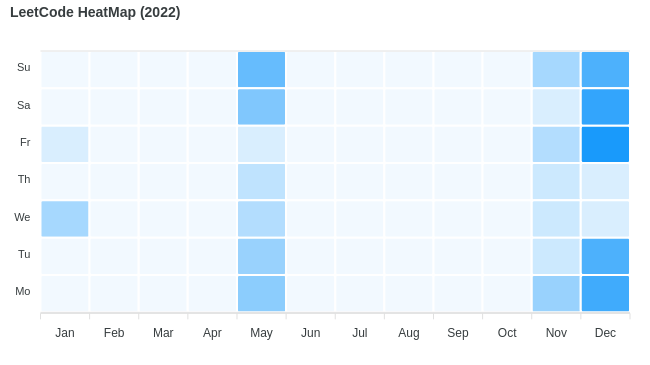 LeetCode HeatMap (2022)
Su
Sa
Fr
Th
We
Tu
Mo
Jan Feb Mar Apr May Jun Jul Aug Sep Oct Nov Dec